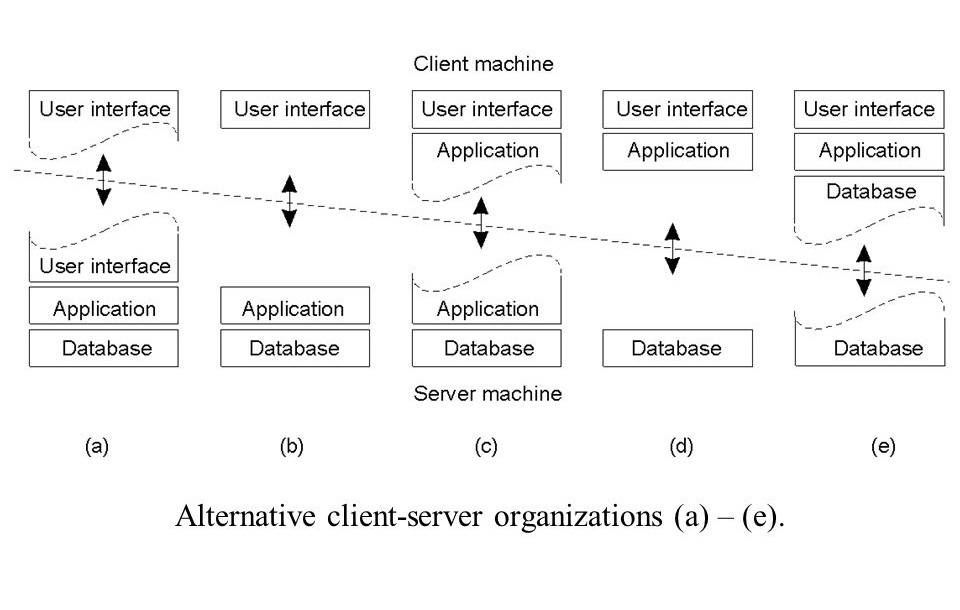 Client machine
User interface User interface User interface User interface User interface
Application Application Application
Database
User interface
Application Application Application
Database Database Database Database Database
Server machine
(a) (b) (c) (d) (e)
Alternative client-server organizations (a) – (e).